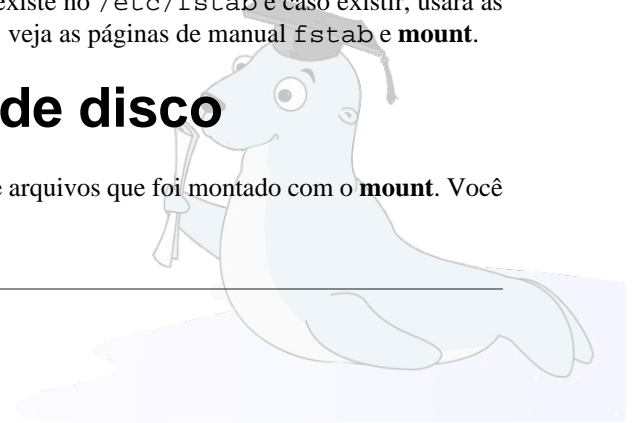 existe no /etc/fstab e caso existir, usará as
veja as páginas de manual fstab e mount.
de disco
e arquivos que foi montado com o mount. Você